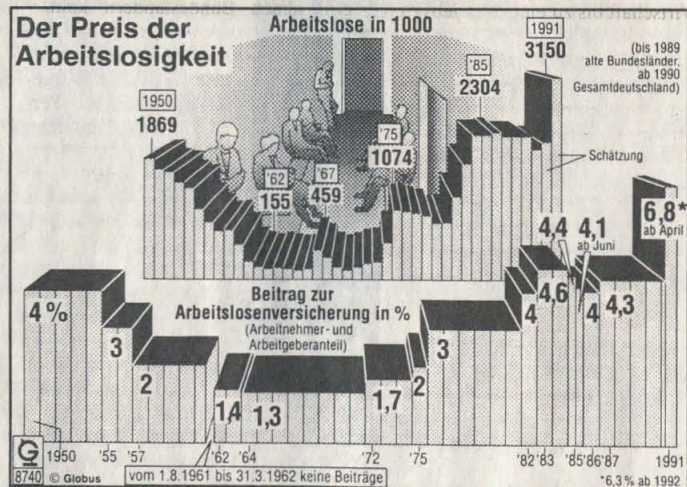 Der Preis der
Arbeitslosigkeit
Arbeitslose in 1000
(bis 1989
alte Bundesländer,
ab 1990
Gesamtdeutschland)
1950
1869
'62
155
'67
459
'75
1074
'85
2304
1991
3150
Schätzung
Beitrag zur
Arbeitslosenversicherung in %
(Arbeitnehmer- und
Arbeitgeberanteil)
4 %
3
2
1,4
1,3
1,7
2
3
4
4,6
4,4
4,1
ab Juni
4
4,3
6,8*
ab April
1950 '55 '57 '62 '64 '72 '75 '82 '83 '85 '86 '87 1991
vom 1.8.1961 bis 31.3.1962 keine Beiträge
*6,3 % ab 1992
G
8740 © Globus